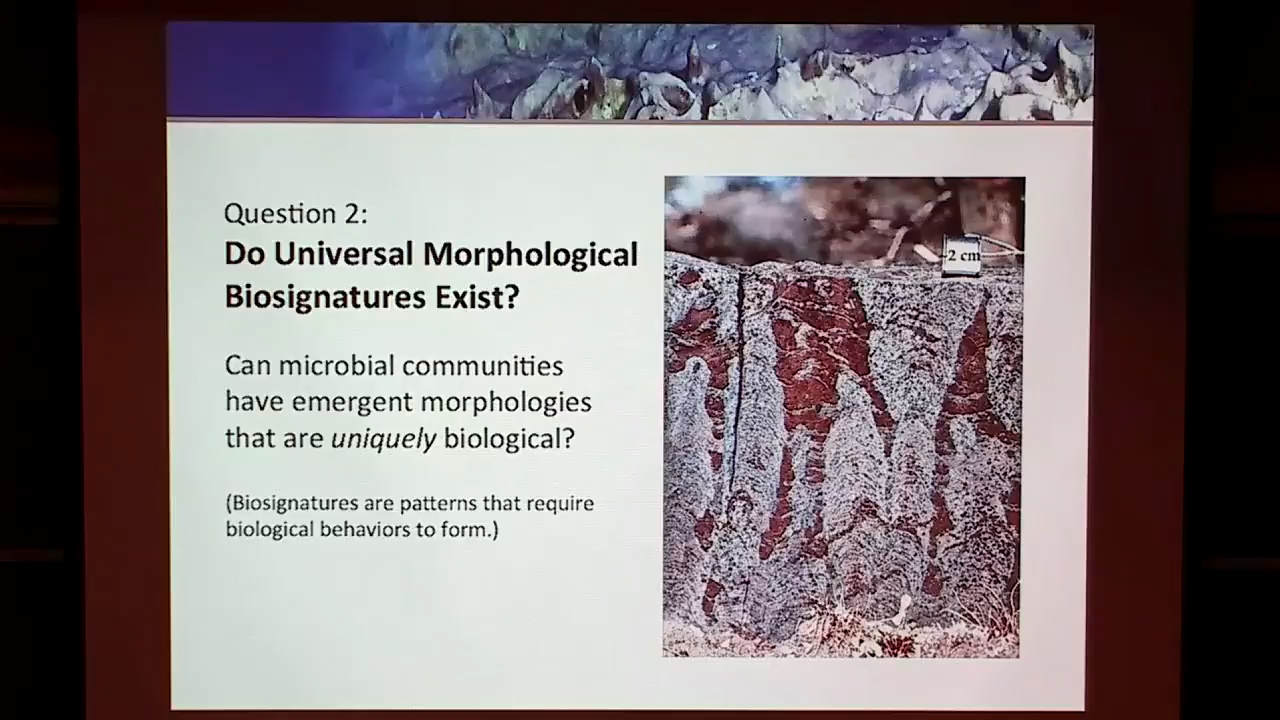 Question 2:
Do Universal Morphological
Biosignatures Exist?
Can microbial communities
have emergent morphologies
that are uniquely biological?
(Biosignatures are patterns that require
biological behaviors to form.)
2 cm